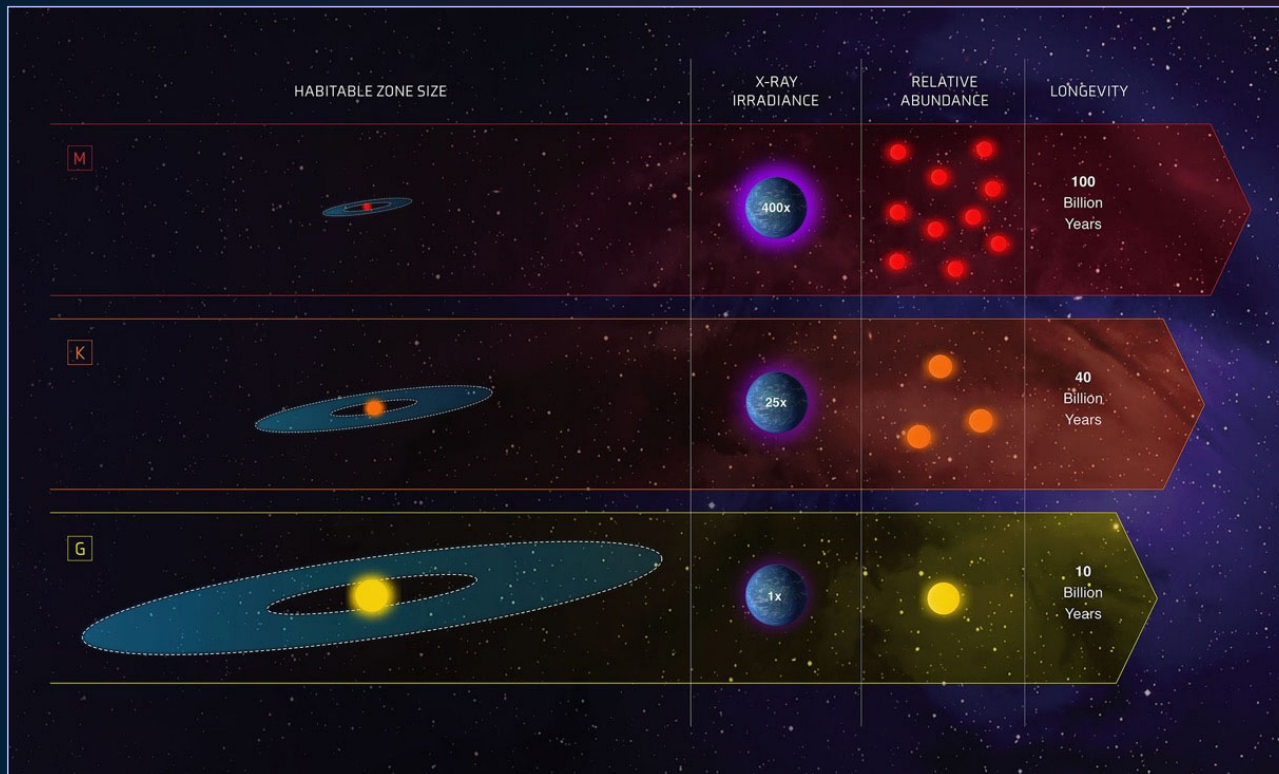 HABITABLE ZONE SIZE
X-RAY
IRRADIANCE
RELATIVE
ABUNDANCE
LONGEVITY
M
400x
100
Billion
Years
K
25x
40
Billion
Years
G
1x
10
Billion
Years